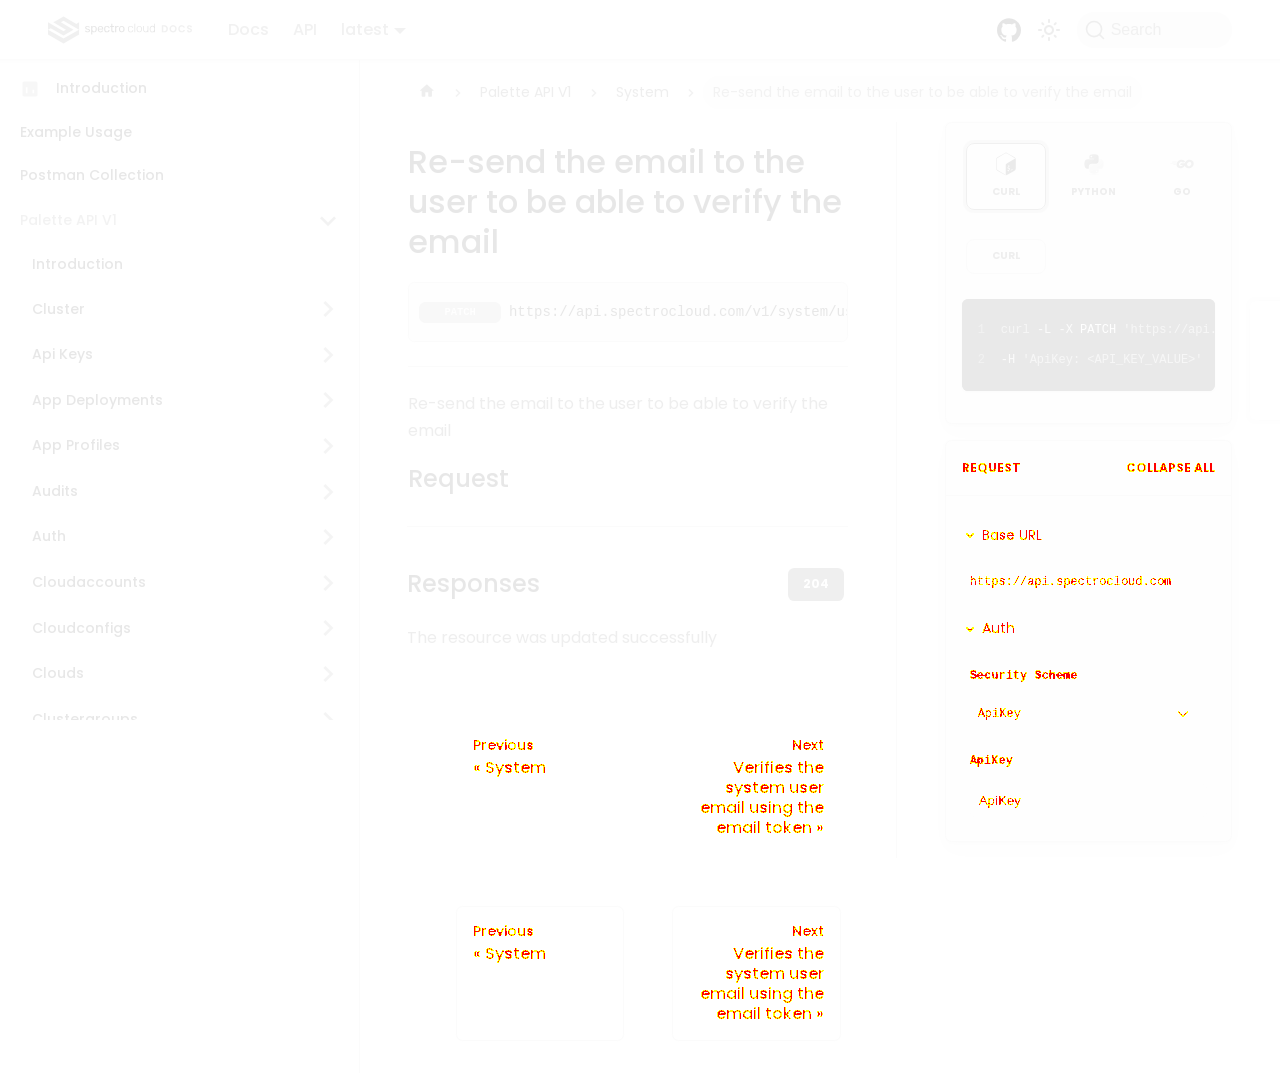 spectro cloud DOCS
Docs
API
latest
Search
Introduction
Example Usage
Postman Collection
Palette API V1
Introduction
Cluster
Api Keys
App Deployments
App Profiles
Audits
Auth
Cloudaccounts
Cloudconfigs
Clouds
Clustergroups
Palette API V1
System
Re-send the email to the user to be able to verify the email
Re-send the email to the
user to be able to verify the
email
PATCH https://api.spectrocloud.com/v1/system/u
Re-send the email to the user to be able to verify the
email
Request
Responses
204
The resource was updated successfully
Previous
« System
Next
Verifies the
system user
email using the
email token »
Previous
« System
Next
Verifies the
system user
email using the
email token »
CURL
PYTHON
GO
CURL
1 curl -L -X PATCH 'https://api.
2 -H 'ApiKey: <API_KEY_VALUE>'
REQUEST
COLLAPSE ALL
Base URL
https://api.spectrocloud.com
Auth
Security Scheme
ApiKey
ApiKey
ApiKey